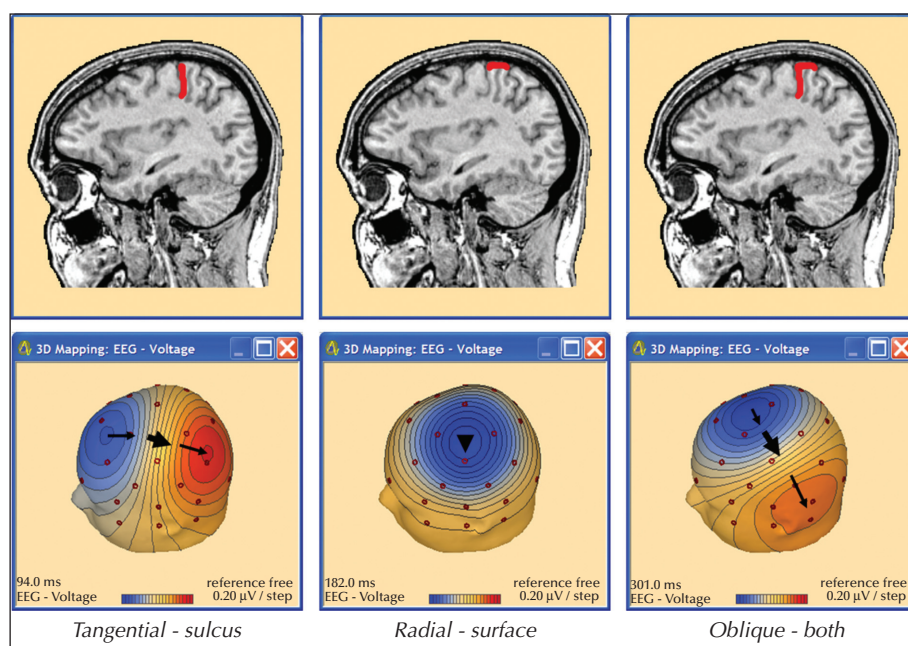 3D Mapping: EEG - Voltage
94.0 ms
EEG - Voltage
reference free
0.20 µV / step
Tangential - sulcus
3D Mapping: EEG - Voltage
182.0 ms
EEG - Voltage
reference free
0.20 µV / step
Radial - surface
3D Mapping: EEG - Voltage
301.0 ms
EEG - Voltage
reference free
0.20 µV / step
Oblique - both